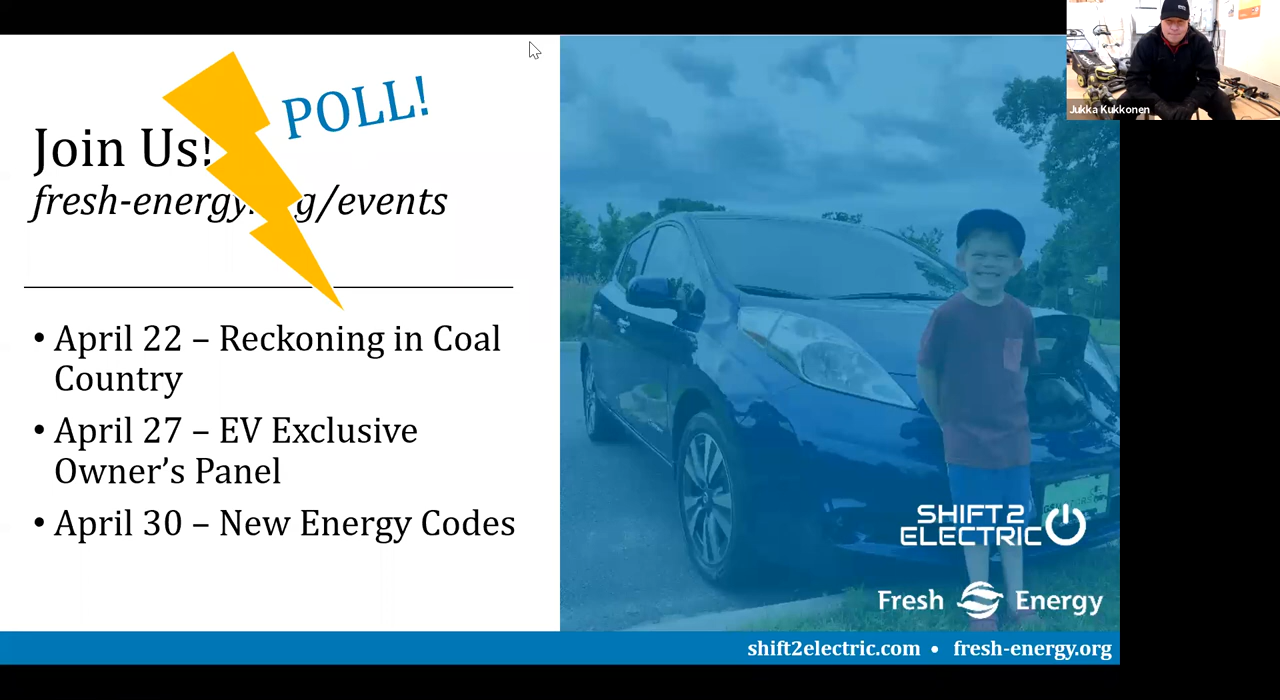 POLL!
Join Us!
fresh-energy.org/events
• April 22 – Reckoning in Coal
Country
• April 27 – EV Exclusive
Owner’s Panel
• April 30 – New Energy Codes
Jukka Kukkonen
SHIFT2
ELECTRIC
Fresh Energy
shift2electric.com • fresh-energy.org